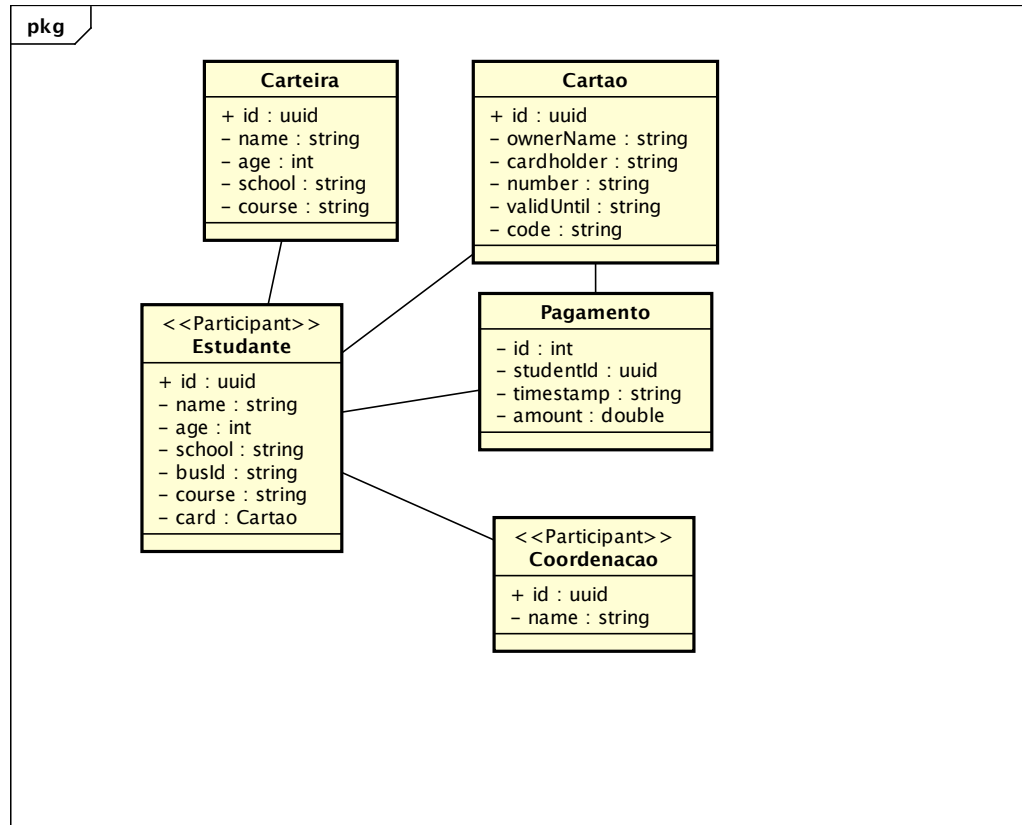 pkg
Carteira
+ id : uuid
– name : string
– age : int
– school : string
– course : string
Cartao
+ id : uuid
– ownerName : string
– cardholder : string
– number : string
– validUntil : string
– code : string
<<Participant>>
Estudante
+ id : uuid
– name : string
– age : int
– school : string
– busId : string
– course : string
– card : Cartao
Pagamento
– id : int
– studentId : uuid
– timestamp : string
– amount : double
<<Participant>>
Coordenacao
+ id : uuid
– name : string